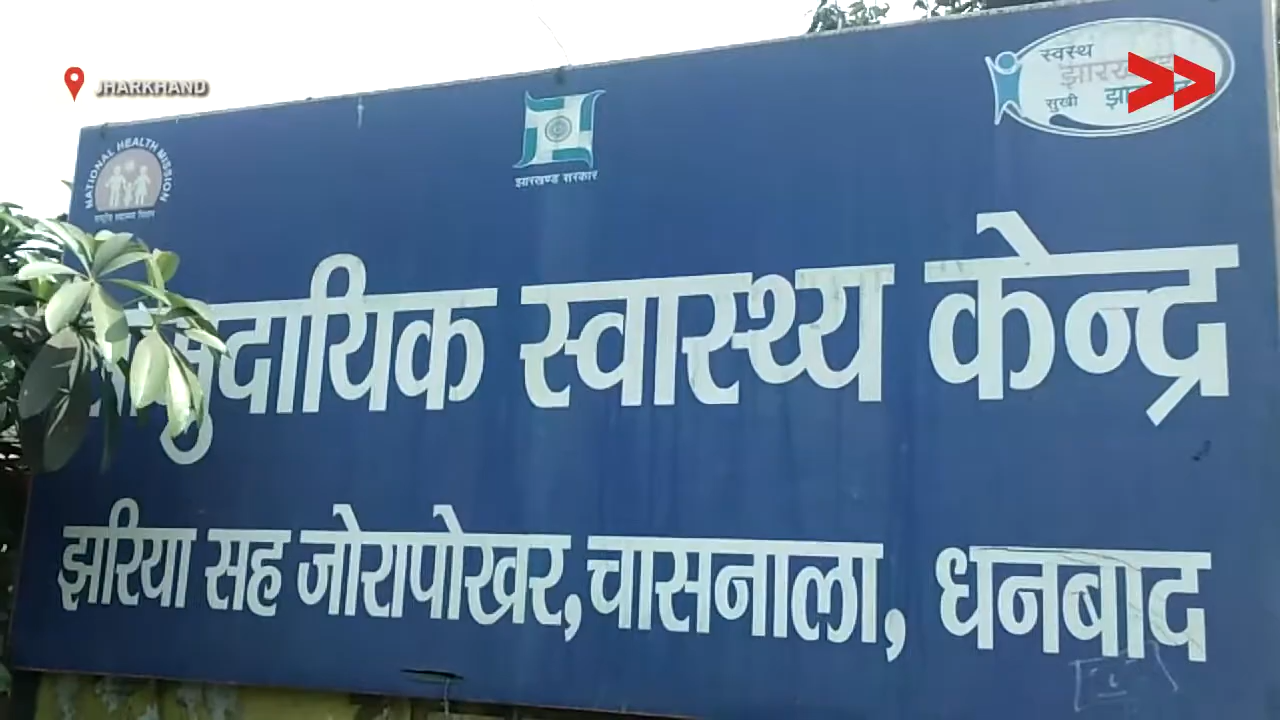 JHARKHAND
NATIONAL HEALTH MISSION
झारखण्ड सरकार
स्वस्थ
सुखी
स्वास्थ्य केन्द्र
झरिया सह जोरापोखर, चासनाला, धनबाद